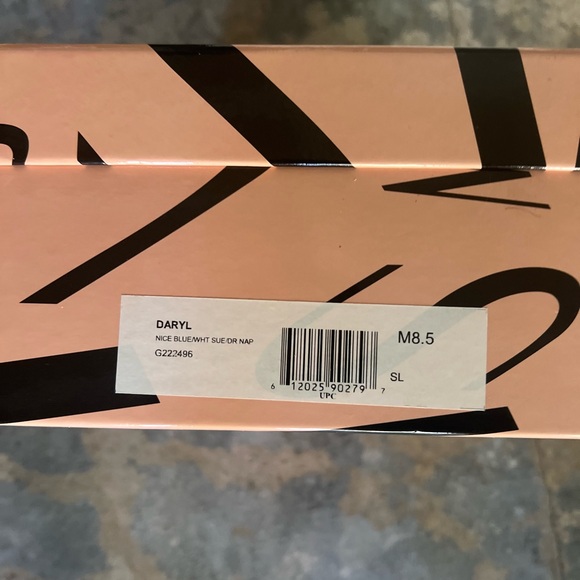 DARYL
NICE BLUE/WHT SUE/DR NAP
G222496
M8.5
6 12025 90279 7
UPC
SL